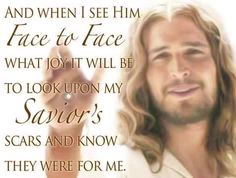 AND WHEN I SEE HIM
FACE TO FACE
WHAT JOY IT WILL BE
TO LOOK UPON MY
SAVIOR'S
SCARS AND KNOW
THEY WERE FOR ME.